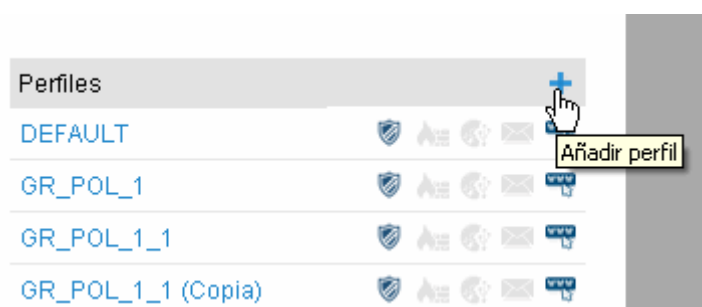 Perfiles
DEFAULT
Añadir perfil
GR_POL_1
GR_POL_1_1
GR_POL_1_1 (Copia)